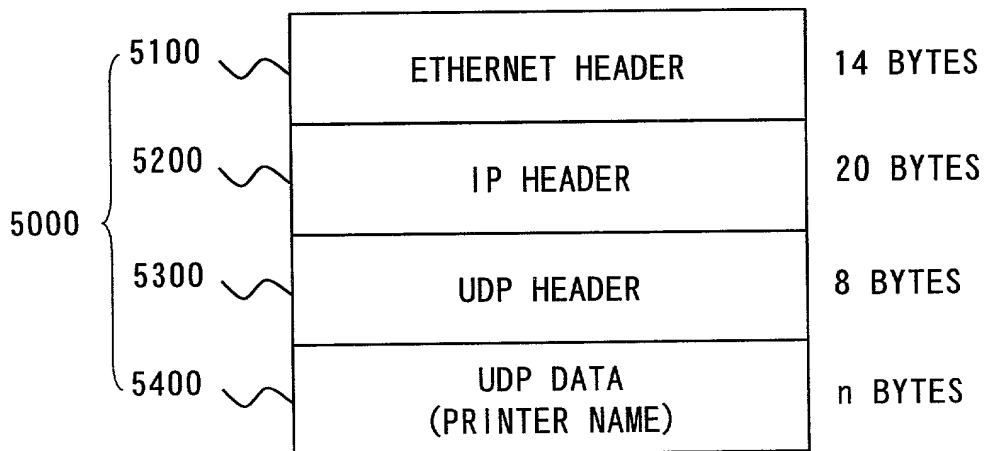 5100 ETHERNET HEADER 14 BYTES
5200 IP HEADER 20 BYTES
5000
5300 UDP HEADER 8 BYTES
5400 UDP DATA n BYTES
(PRINTER NAME)